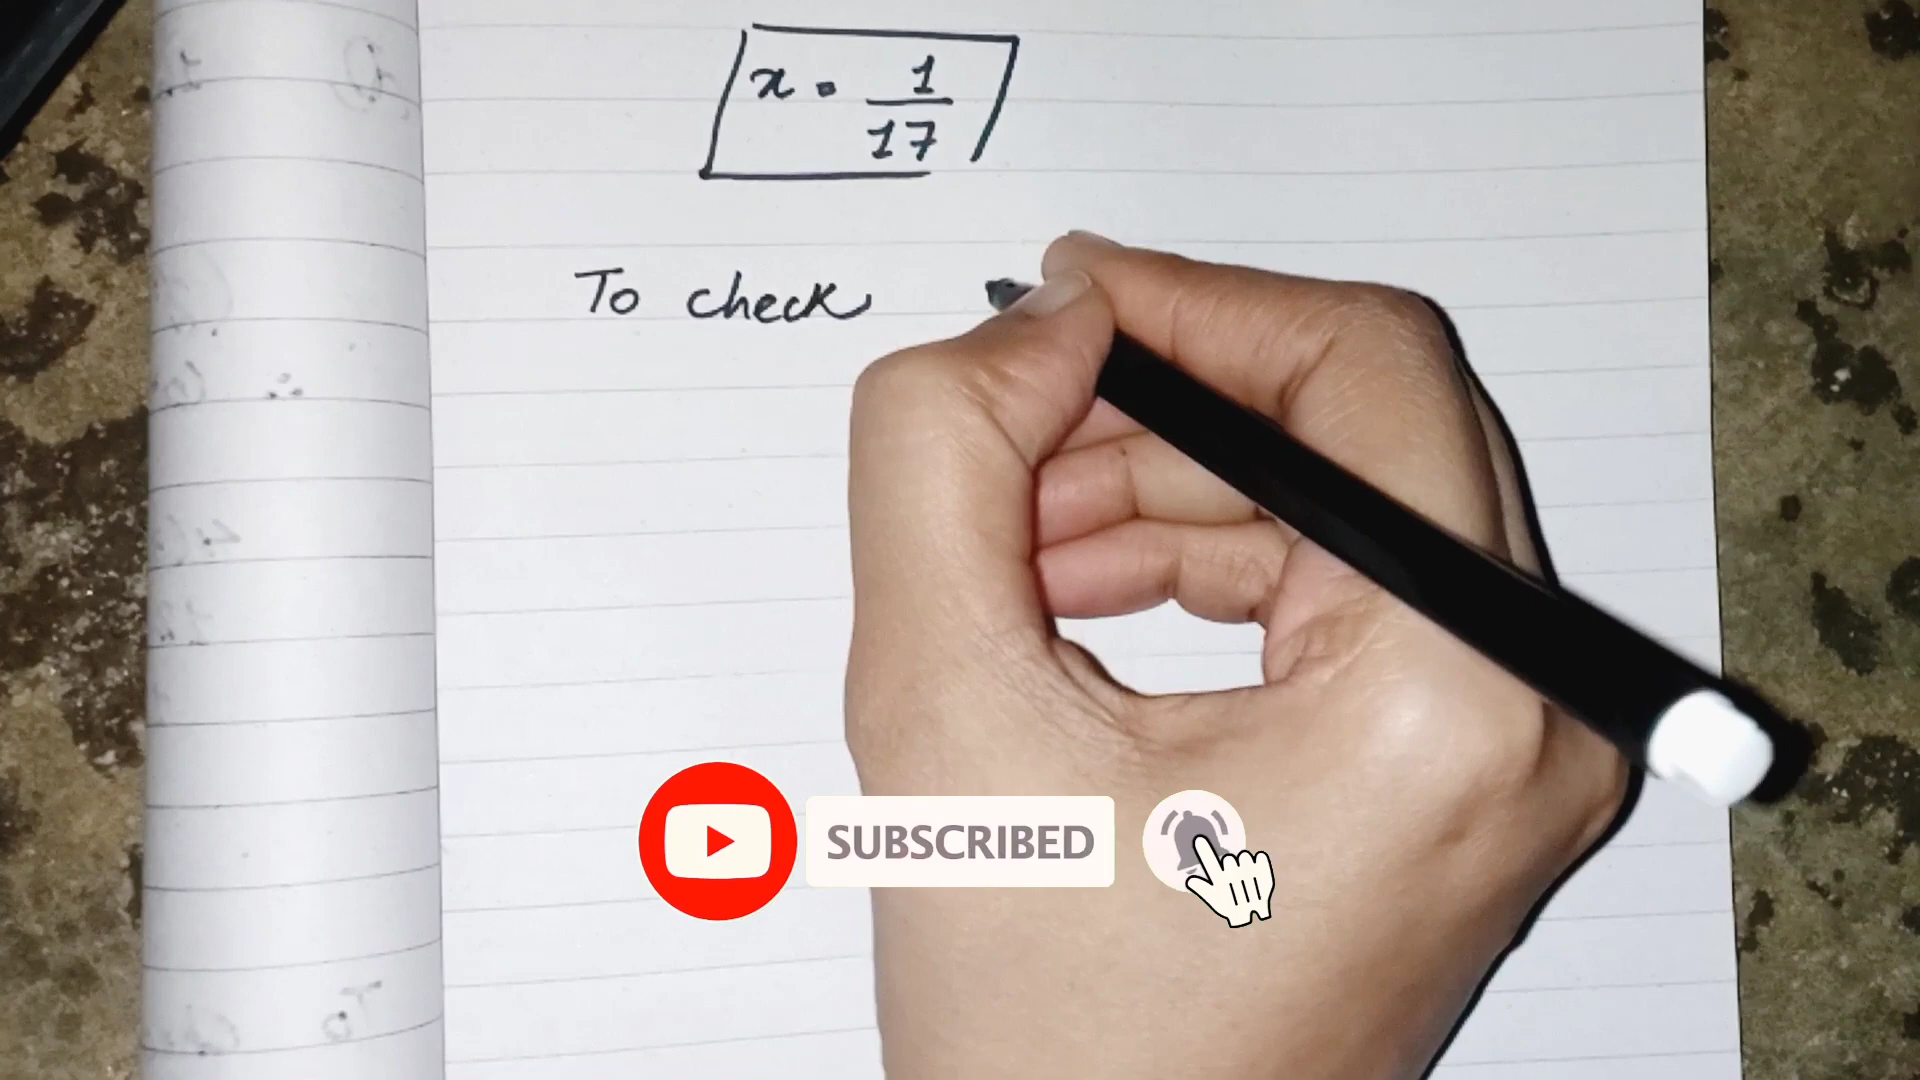 x = 1/17
To check
SUBSCRIBED